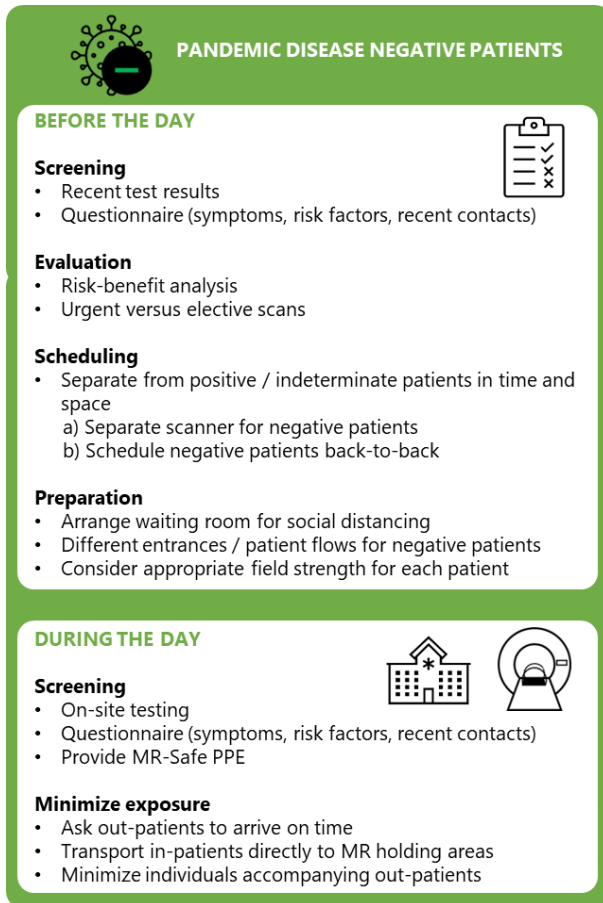 PANDEMIC DISEASE NEGATIVE PATIENTS
BEFORE THE DAY
Screening
• Recent test results
• Questionnaire (symptoms, risk factors, recent contacts)
Evaluation
• Risk-benefit analysis
• Urgent versus elective scans
Scheduling
• Separate from positive / indeterminate patients in time and
space
a) Separate scanner for negative patients
b) Schedule negative patients back-to-back
Preparation
• Arrange waiting room for social distancing
• Different entrances / patient flows for negative patients
• Consider appropriate field strength for each patient
DURING THE DAY
Screening
• On-site testing
• Questionnaire (symptoms, risk factors, recent contacts)
• Provide MR-Safe PPE
Minimize exposure
• Ask out-patients to arrive on time
• Transport in-patients directly to MR holding areas
• Minimize individuals accompanying out-patients